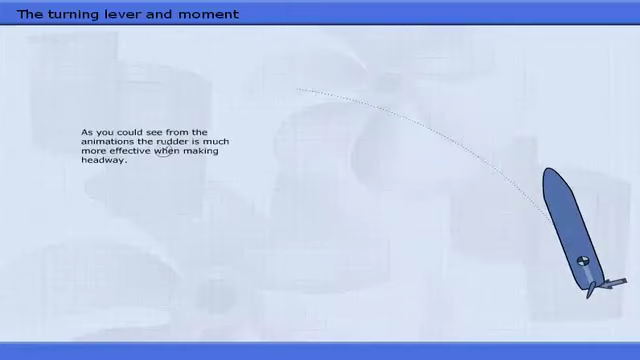 The turning lever and moment
As you could see from the
animations the rudder is much
more effective when making
headway.